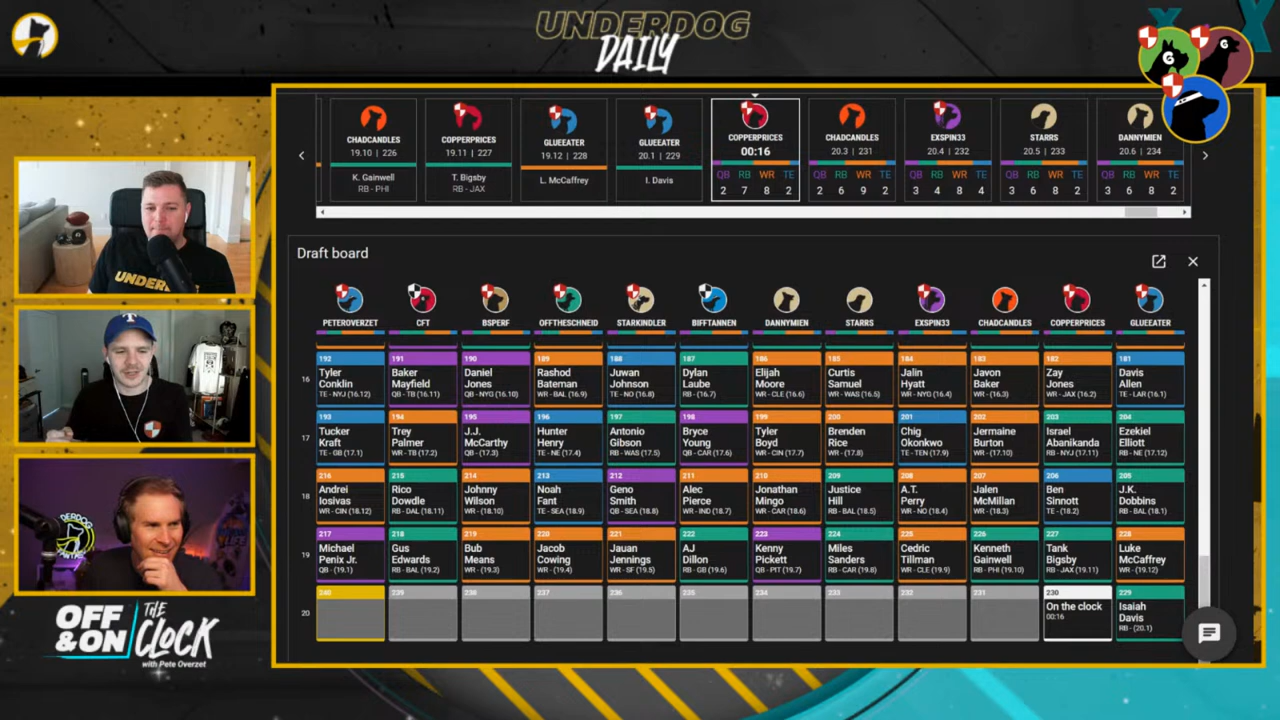 UNDERDOG
DAILY
CHADCANDLES
19.10 | 226
K. Gainwell
RB - PHI
COPPERPRICES
19.11 | 227
T. Bigsby
RB - JAX
GLUEEATER
19.12 | 228
L. McCaffrey
GLUEEATER
20.1 | 229
I. Davis
COPPERPRICES
00:16
QB RB WR TE
2 7 8 2
CHADCANDLES
20.3 | 231
QB RB WR TE
2 6 9 2
EXSPIN33
20.4 | 232
QB RB WR TE
3 4 8 4
STARRS
20.5 | 233
QB RB WR TE
3 6 8 2
DANNYMIEN
20.6 | 234
QB RB WR TE
3 6 8 2
Draft board
PETEROVERZET CFT BSPERF OFFTHESCHNEID STARKINDLER BIFFTANNEN DANNYMIEN STARRS EXSPIN33 CHADCANDLES COPPERPRICES GLUEEATER
16
192 191 190 189 188 187 186 185 184 183 182 181
Tyler Baker Daniel Rashod Juwan Dylan Elijah Curtis Jalin Javon Zay Davis
Conklin Mayfield Jones Bateman Johnson Laube Moore Samuel Hyatt Baker Jones Allen
TE - NYJ (16.12) QB - TB (16.11) QB - NYG (16.10) WR - BAL (16.9) TE - NO (16.8) RB - (16.7) WR - CLE (16.6) WR - WAS (16.5) WR - NYG (16.4) WR - (16.3) WR - JAX (16.2) TE - LAR (16.1)
17
193 194 195 196 197 198 199 200 201 202 203 204
Tucker Trey J.J. Hunter Antonio Bryce Tyler Brenden Chig Jermaine Israel Ezekiel
Kraft Palmer McCarthy Henry Gibson Young Boyd Rice Okonkwo Burton Abanikanda Elliott
TE - GB (17.1) WR - TB (17.2) QB - (17.3) TE - NE (17.4) RB - WAS (17.5) QB - CAR (17.6) WR - CIN (17.7) WR - (17.8) TE - TEN (17.9) WR - (17.10) RB - NYJ (17.11) RB - NE (17.12)
18
216 215 214 213 212 211 210 209 208 207 206 205
Andrei Rico Johnny Noah Geno Alec Jonathan Justice A.T. Jalen Ben J.K.
Iosivas Dowdle Wilson Fant Smith Pierce Mingo Hill Perry McMillan Sinnott Dobbins
WR - CIN (18.12) RB - DAL (18.11) WR - (18.10) TE - SEA (18.9) QB - SEA (18.8) WR - IND (18.7) WR - CAR (18.6) RB - BAL (18.5) WR - NO (18.4) WR - (18.3) TE - (18.2) RB - BAL (18.1)
19
217 218 219 220 221 222 223 224 225 226 227 228
Michael Gus Bub Jacob Jauan AJ Kenny Miles Cedric Kenneth Tank Luke
Penix Jr. Edwards Means Cowing Jennings Dillon Pickett Sanders Tillman Gainwell Bigsby McCaffrey
QB - (19.1) RB - BAL (19.2) WR - (19.3) WR - (19.4) WR - SF (19.5) RB - GB (19.6) QB - PIT (19.7) RB - CAR (19.8) WR - CLE (19.9) RB - PHI (19.10) RB - JAX (19.11) WR - (19.12)
20
240 239 238 237 236 235 234 233 232 231 230 229
On the clock Isaiah
00:16 Davis
RB - (20.1)
UNDER
OFF
&ON
THE
CLOCK
with Pete Overzet